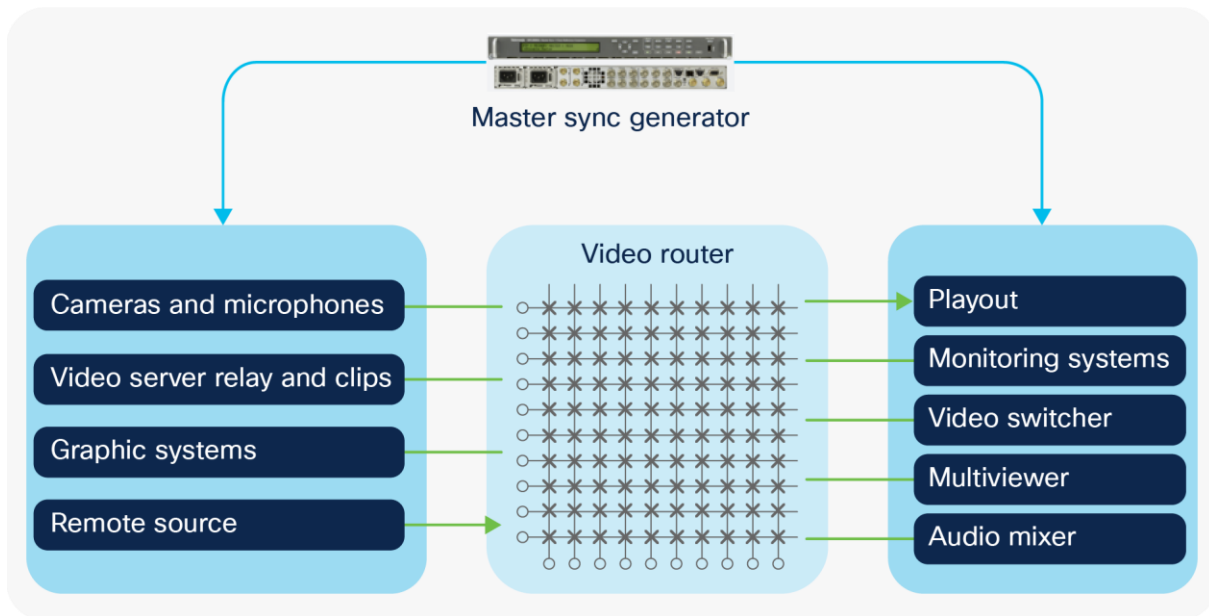 Master sync generator
Video router
Cameras and microphones
Video server relay and clips
Graphic systems
Remote source
Playout
Monitoring systems
Video switcher
Multiviewer
Audio mixer